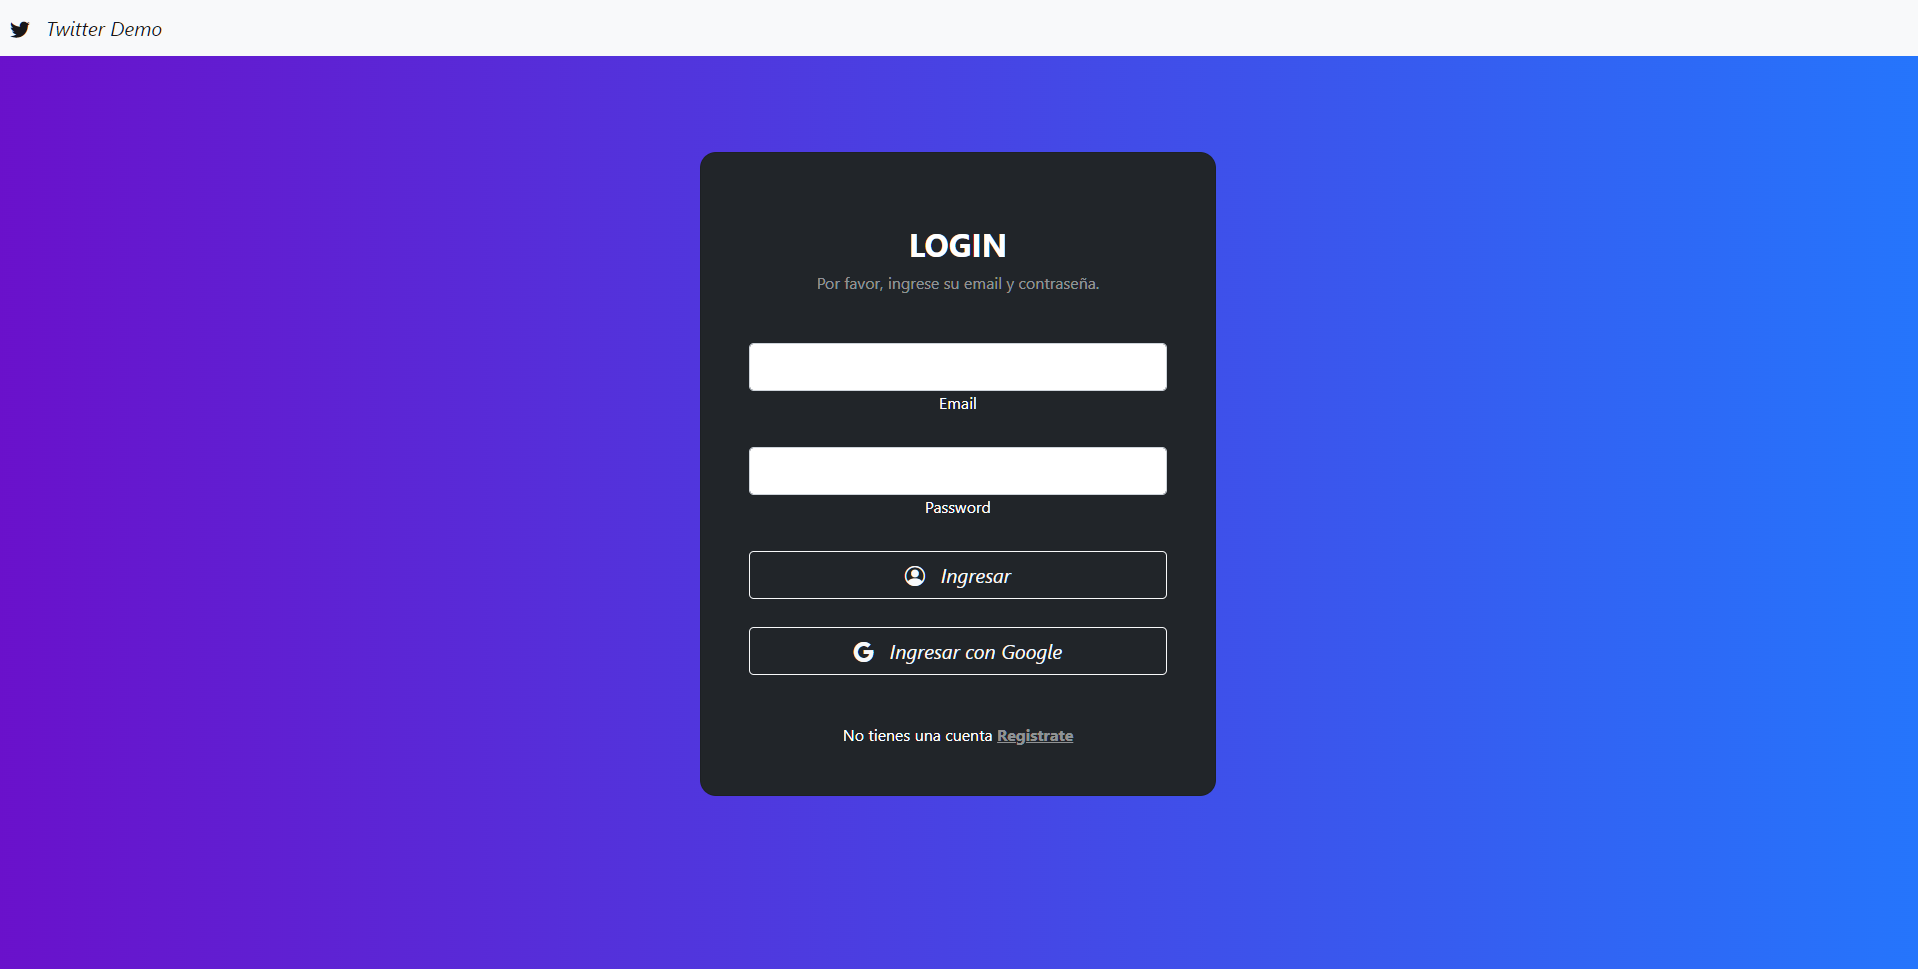 Twitter Demo
LOGIN
Por favor, ingrese su email y contraseña.
Email
Password
Ingresar
Ingresar con Google
No tienes una cuenta Registrate